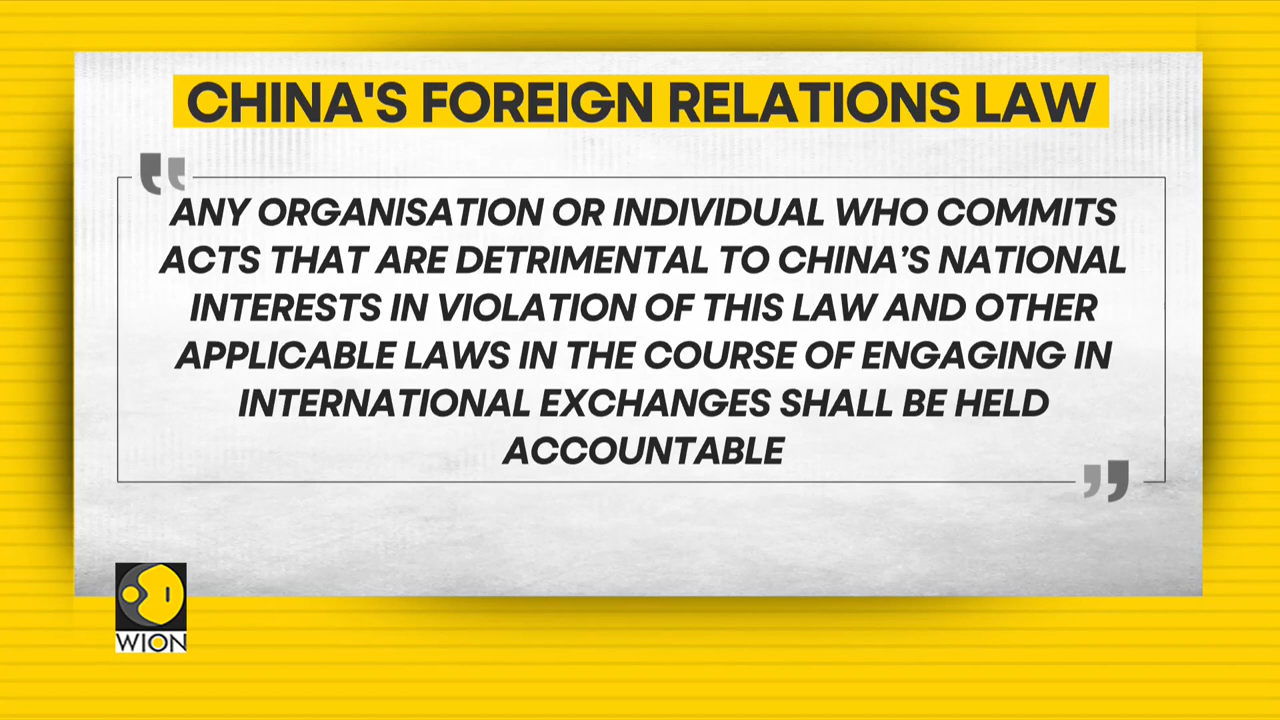 CHINA'S FOREIGN RELATIONS LAW
"
ANY ORGANISATION OR INDIVIDUAL WHO COMMITS
ACTS THAT ARE DETRIMENTAL TO CHINA’S NATIONAL
INTERESTS IN VIOLATION OF THIS LAW AND OTHER
APPLICABLE LAWS IN THE COURSE OF ENGAGING IN
INTERNATIONAL EXCHANGES SHALL BE HELD
ACCOUNTABLE
"
WION